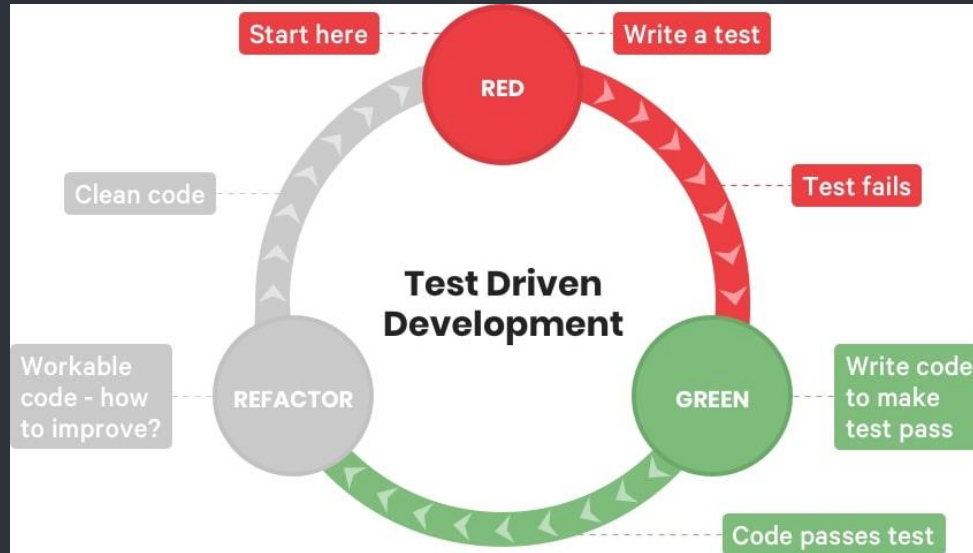 Start here
Write a test
RED
Clean code
Test fails
Test Driven
Development
Workable
code - how
to improve?
REFACTOR
GREEN
Write code
to make
test pass
Code passes test